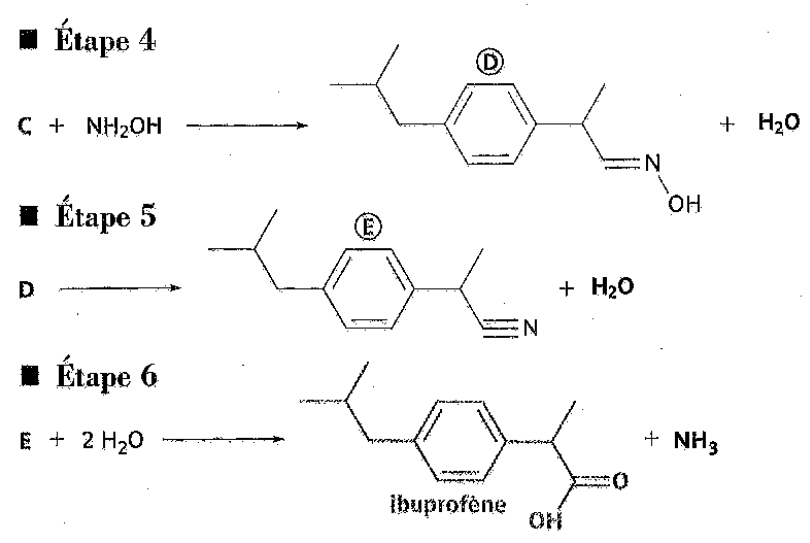 ■ Étape 4
D
C + NH₂OH ⟶ + H₂O
N
OH
■ Étape 5
E
D ⟶ + H₂O
N
■ Étape 6
E + 2 H₂O ⟶ + NH₃
O
ibuprofène
OH